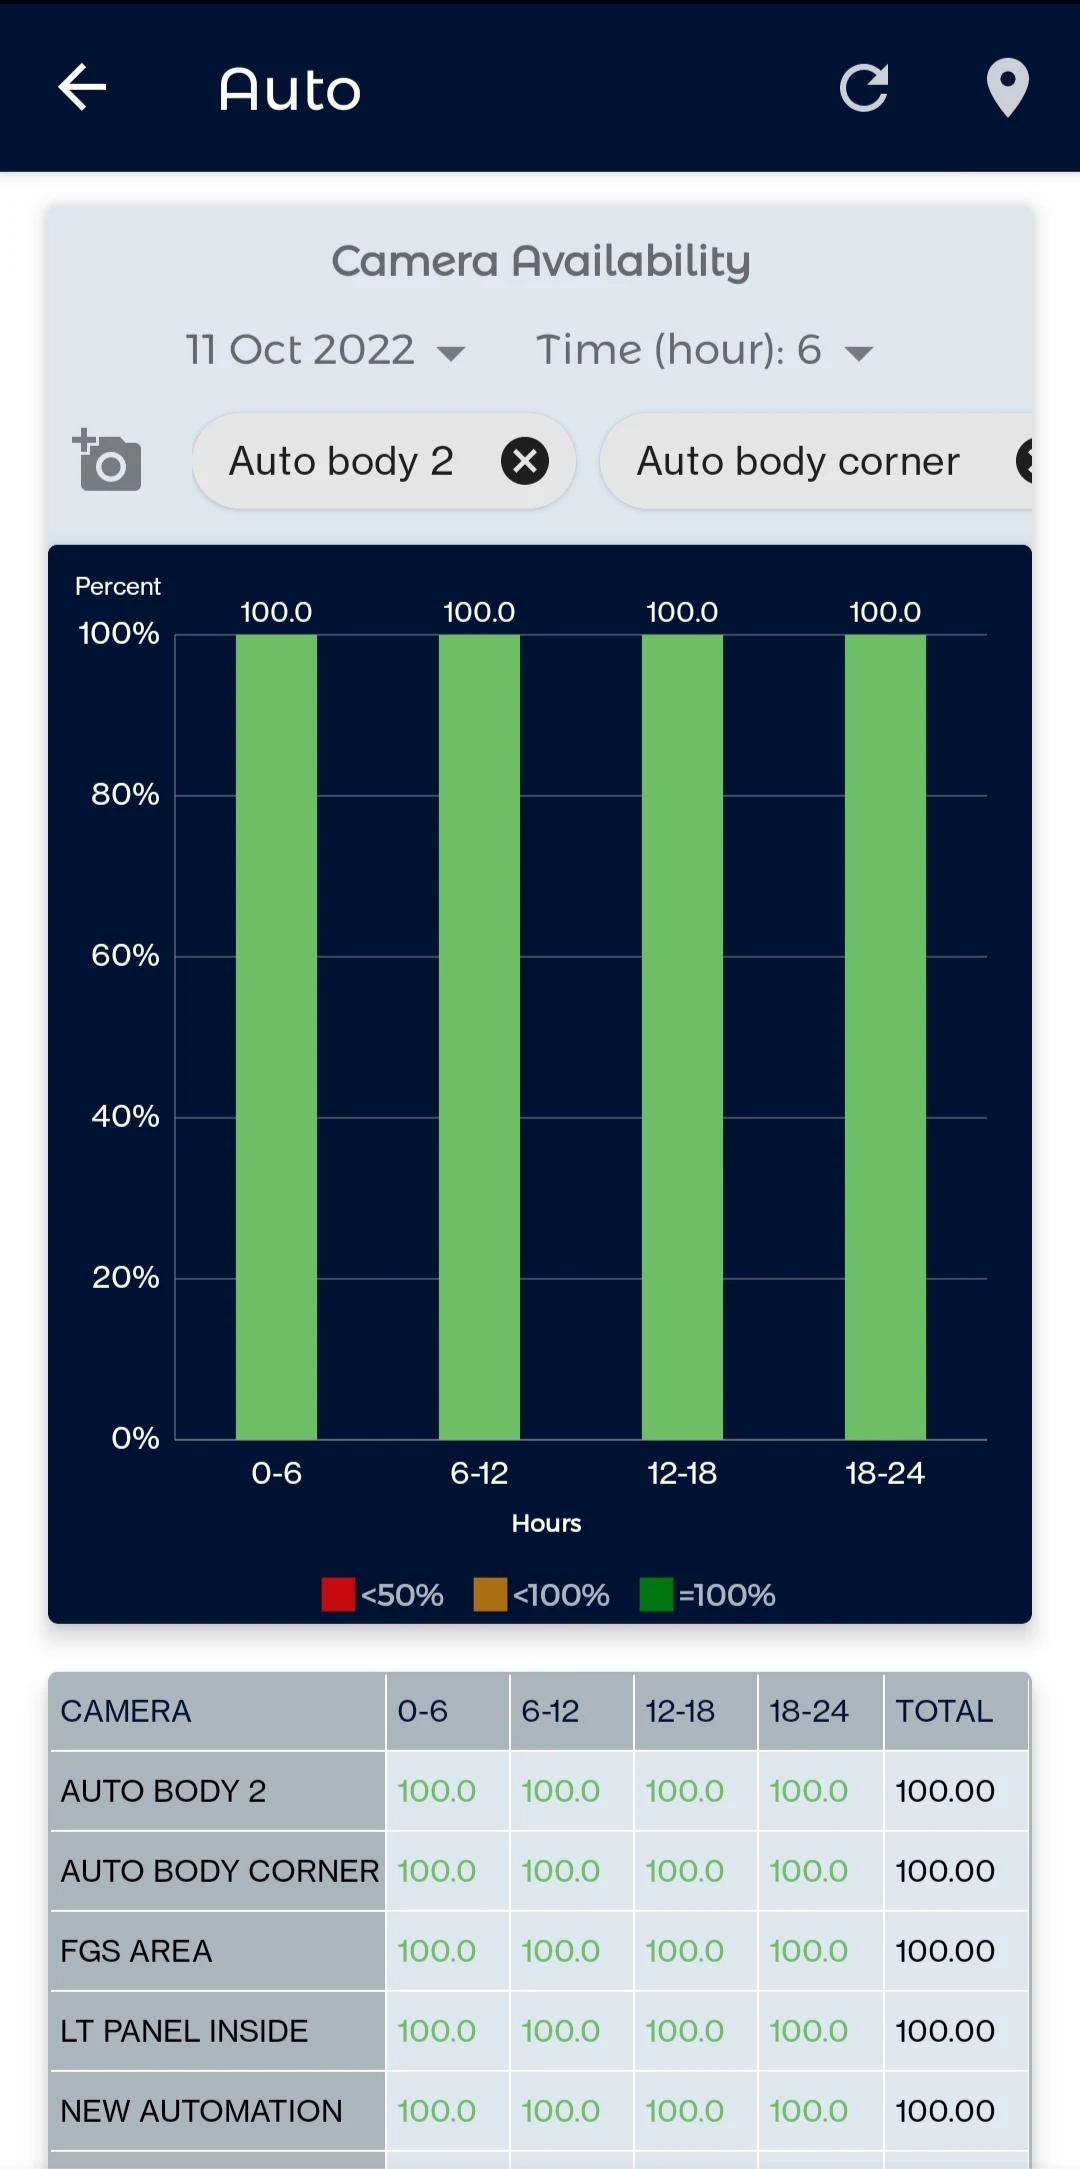 Auto
Camera Availability
11 Oct 2022 Time (hour): 6
Auto body 2 Auto body corner
Percent
100.0 100.0 100.0 100.0
100%
80%
60%
40%
20%
0%
0-6 6-12 12-18 18-24
Hours
<50% <100% =100%
CAMERA 0-6 6-12 12-18 18-24 TOTAL
AUTO BODY 2 100.0 100.0 100.0 100.0 100.00
AUTO BODY CORNER 100.0 100.0 100.0 100.0 100.00
FGS AREA 100.0 100.0 100.0 100.0 100.00
LT PANEL INSIDE 100.0 100.0 100.0 100.0 100.00
NEW AUTOMATION 100.0 100.0 100.0 100.0 100.00